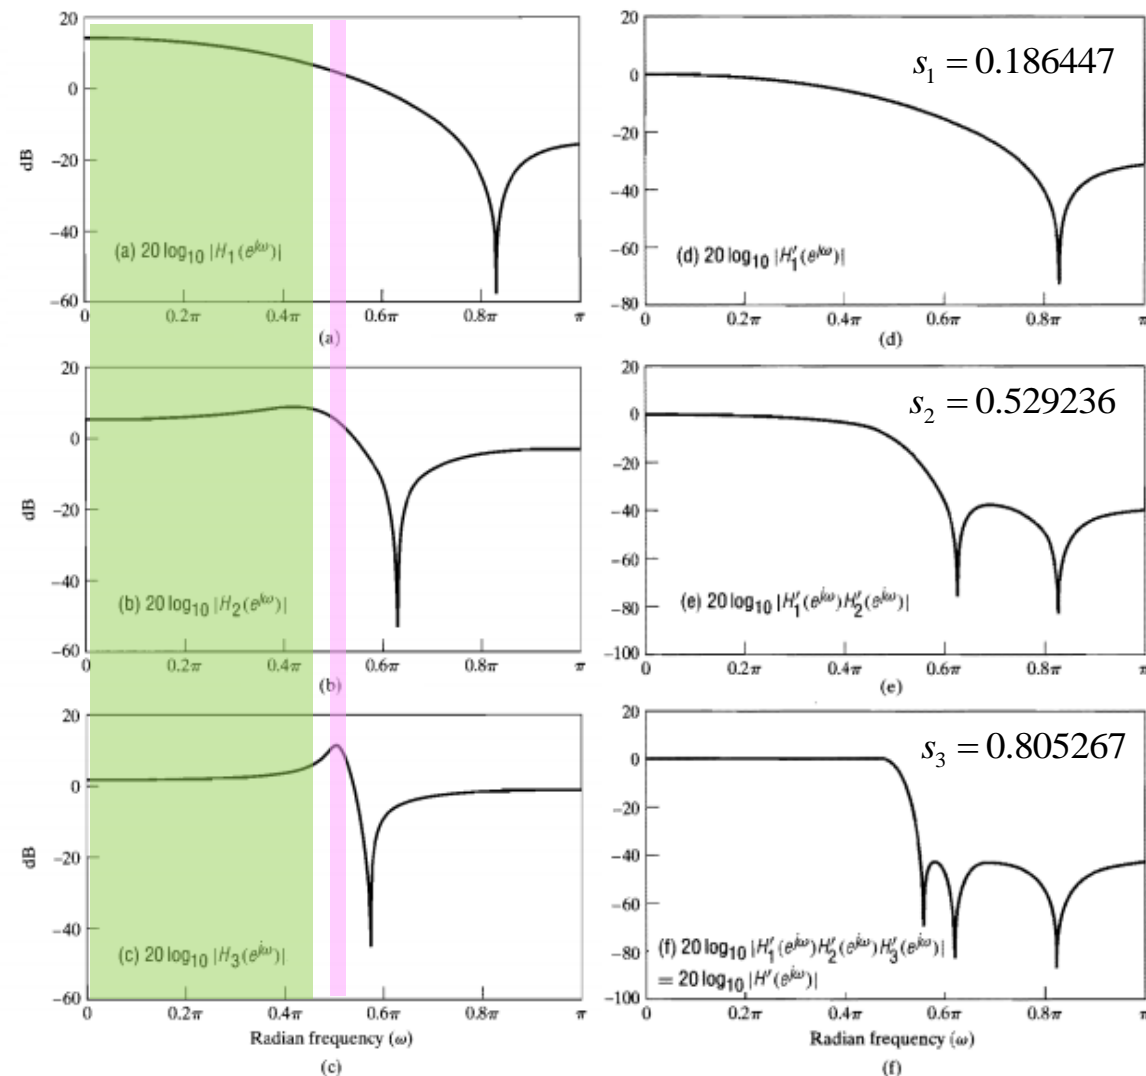 20
0
−20
−40
−60
dB
(a) 20 log₁₀ |H₁(e^{jω})|
0 0.2π 0.4π 0.6π 0.8π π
(a)
20
0
−20
−40
−60
−80
s₁ = 0.186447
(d) 20 log₁₀ |H′₁(e^{jω})|
0 0.2π 0.4π 0.6π 0.8π π
(d)
20
0
−20
−40
−60
dB
(b) 20 log₁₀ |H₂(e^{jω})|
0 0.2π 0.4π 0.6π 0.8π π
(b)
20
0
−20
−40
−60
−80
−100
s₂ = 0.529236
(e) 20 log₁₀ |H′₁(e^{jω})H′₂(e^{jω})|
0 0.2π 0.4π 0.6π 0.8π π
(e)
20
0
−20
−40
−60
dB
(c) 20 log₁₀ |H₃(e^{jω})|
0 0.2π 0.4π 0.6π 0.8π π
Radian frequency (ω)
(c)
20
0
−20
−40
−60
−80
−100
s₃ = 0.805267
(f) 20 log₁₀ |H′₁(e^{jω})H′₂(e^{jω})H′₃(e^{jω})|
= 20 log₁₀ |H′(e^{jω})|
0 0.2π 0.4π 0.6π 0.8π π
Radian frequency (ω)
(f)